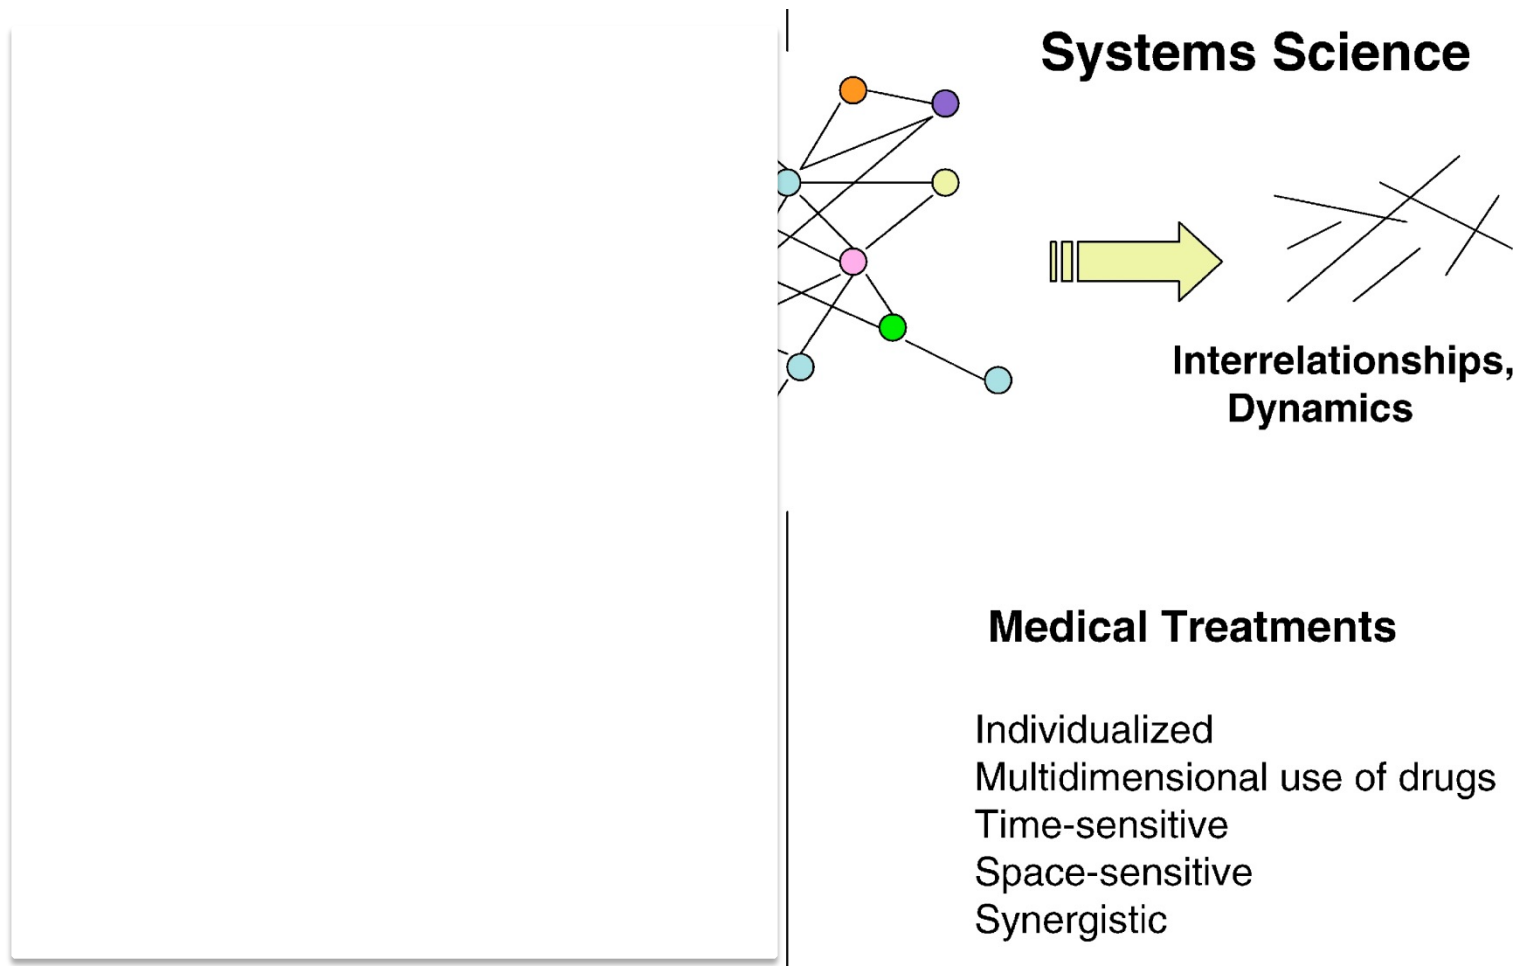 Systems Science
Interrelationships,
Dynamics
Medical Treatments
Individualized
Multidimensional use of drugs
Time-sensitive
Space-sensitive
Synergistic